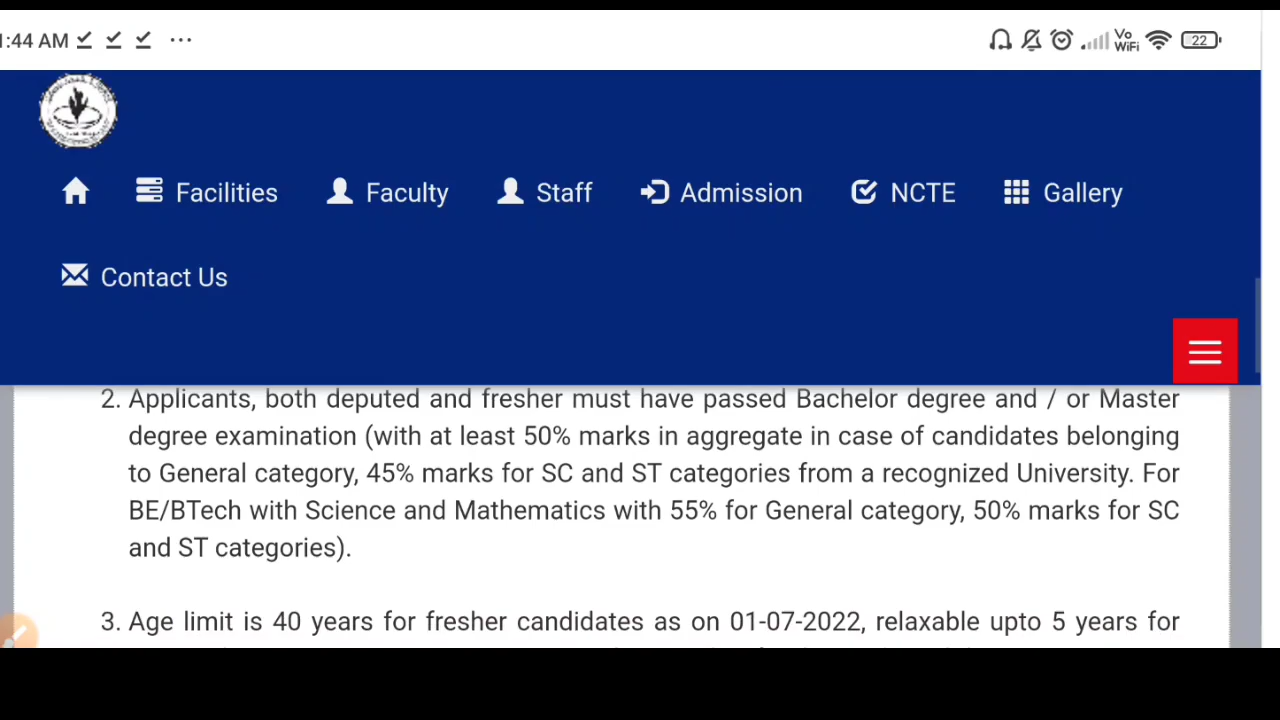 :44 AM
Vo
WiFi
22
Facilities Faculty Staff Admission NCTE Gallery
Contact Us
2. Applicants, both deputed and fresher must have passed Bachelor degree and / or Master
degree examination (with at least 50% marks in aggregate in case of candidates belonging
to General category, 45% marks for SC and ST categories from a recognized University. For
BE/BTech with Science and Mathematics with 55% for General category, 50% marks for SC
and ST categories).
3. Age limit is 40 years for fresher candidates as on 01-07-2022, relaxable upto 5 years for